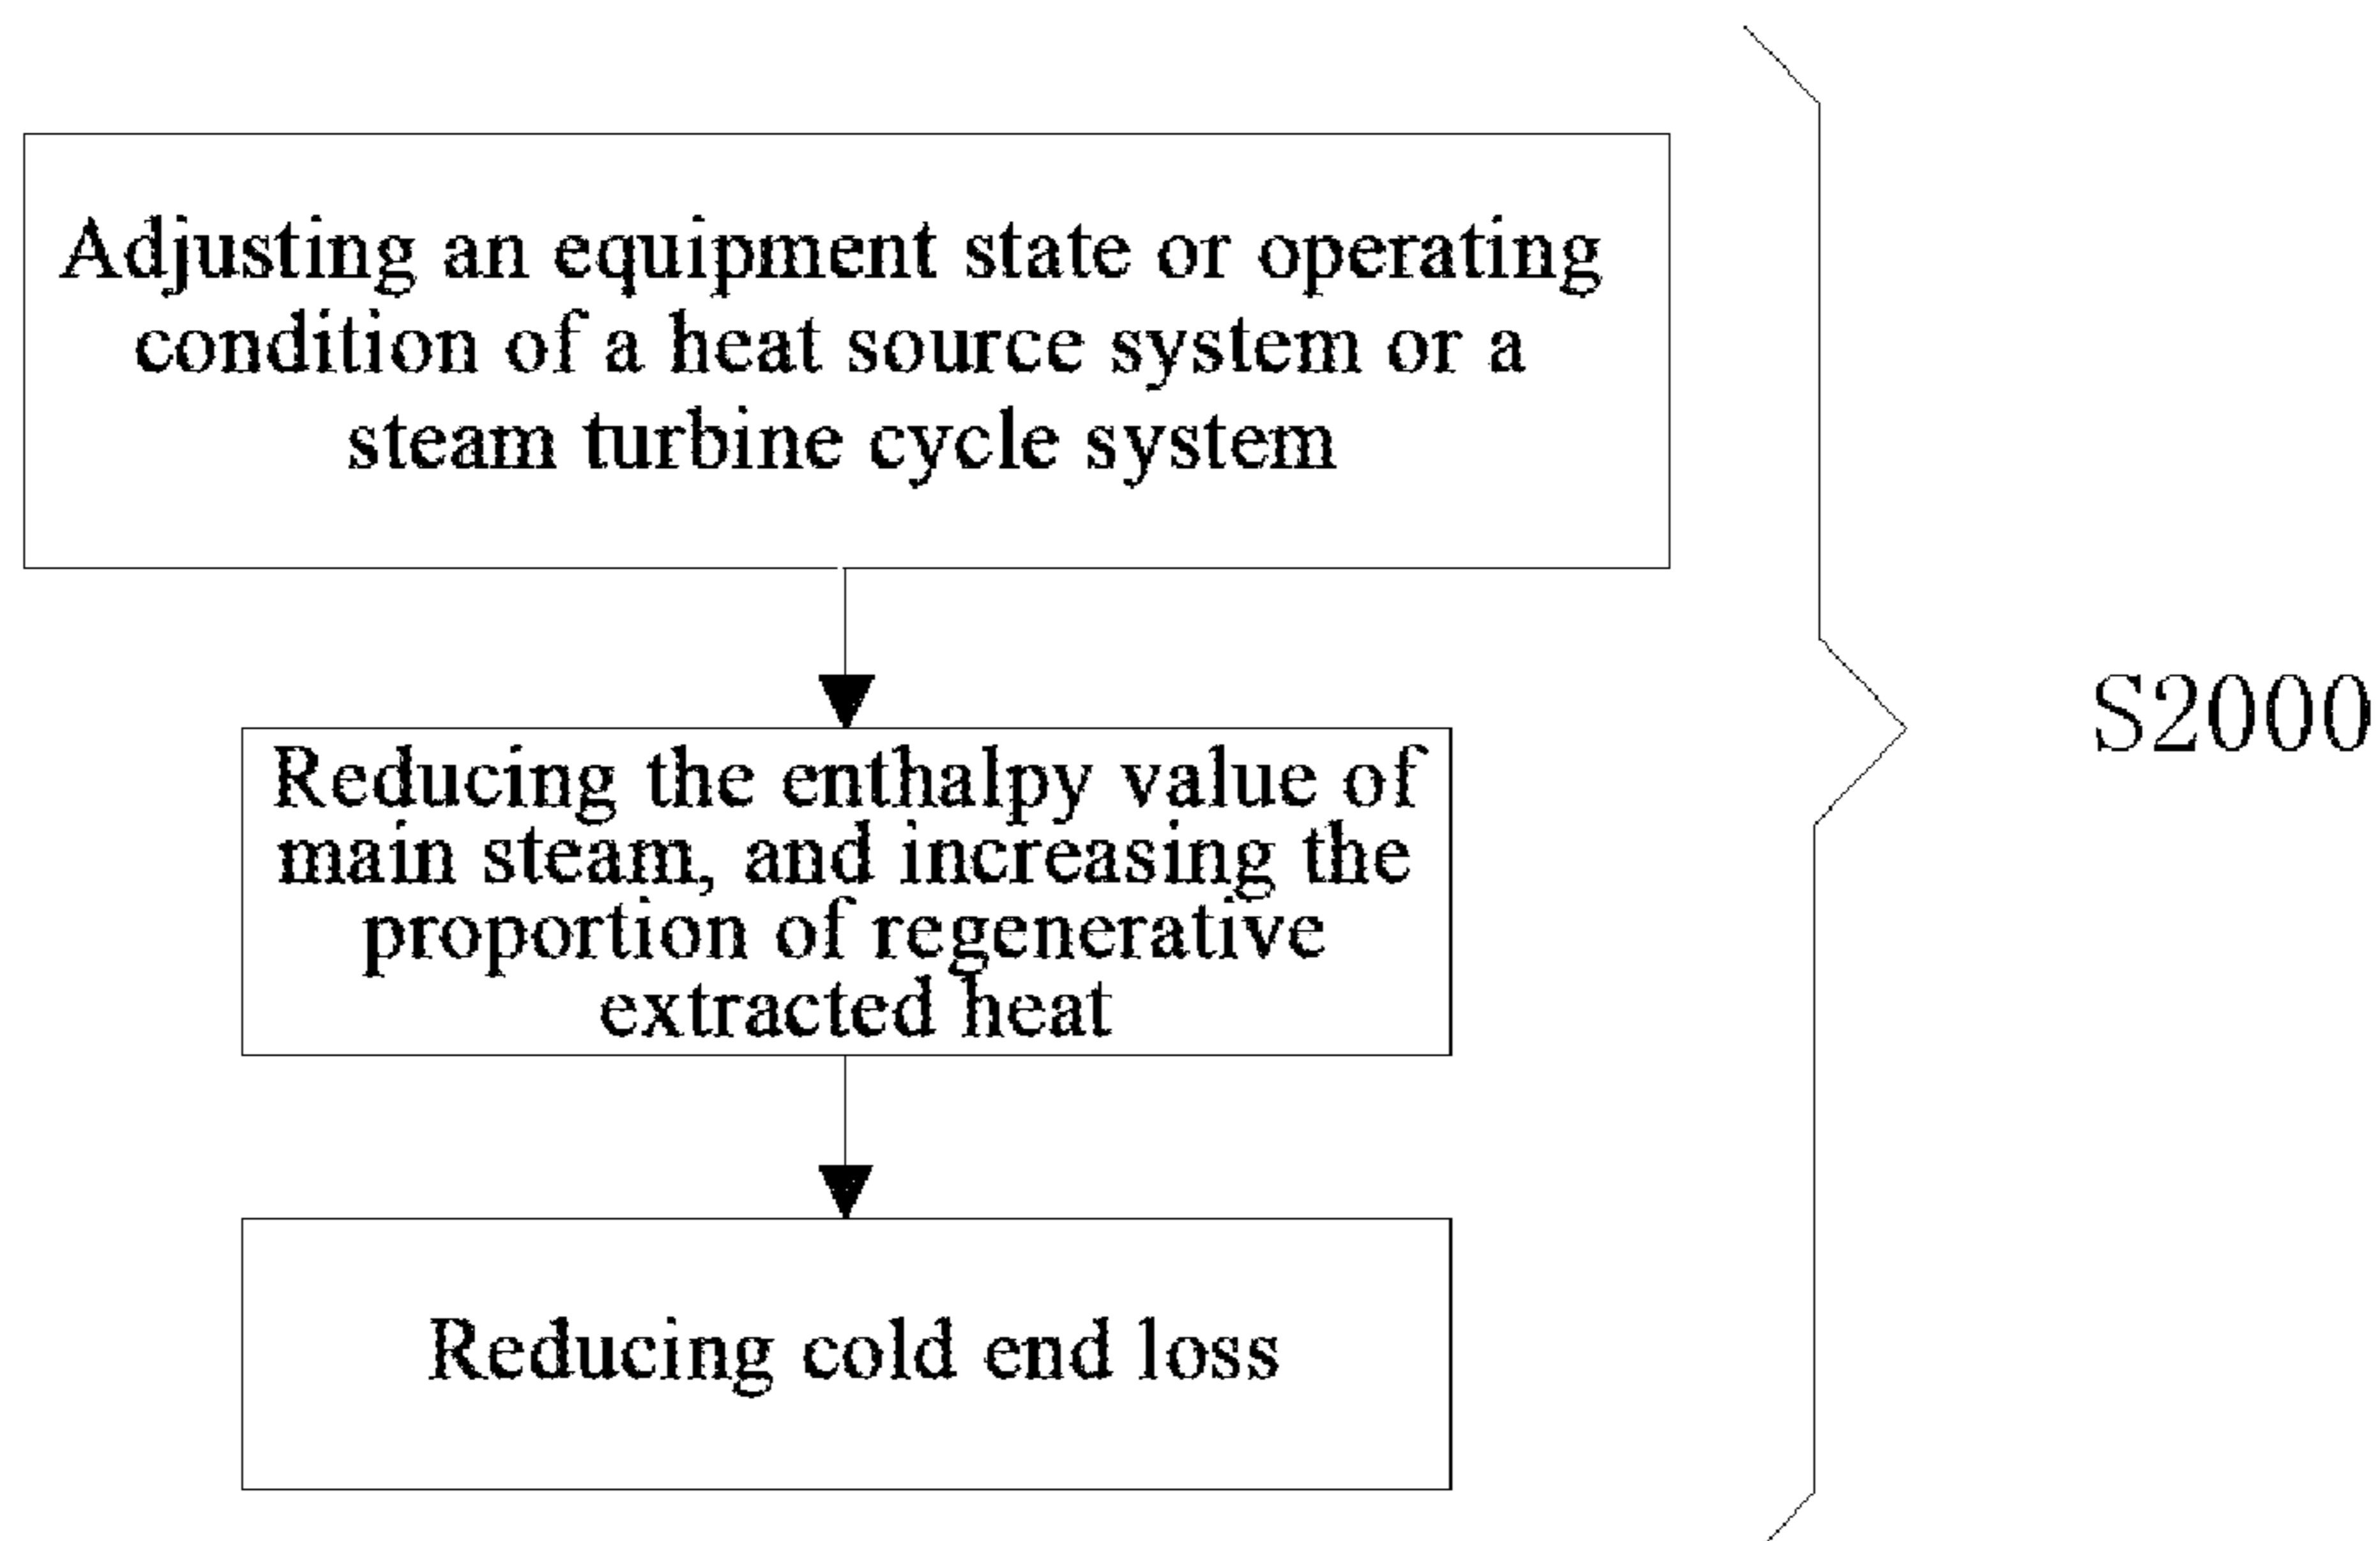 Adjusting an equipment state or operating
condition of a heat source system or a
steam turbine cycle system
Reducing the enthalpy value of
main steam, and increasing the
proportion of regenerative
extracted heat
Reducing cold end loss
S2000